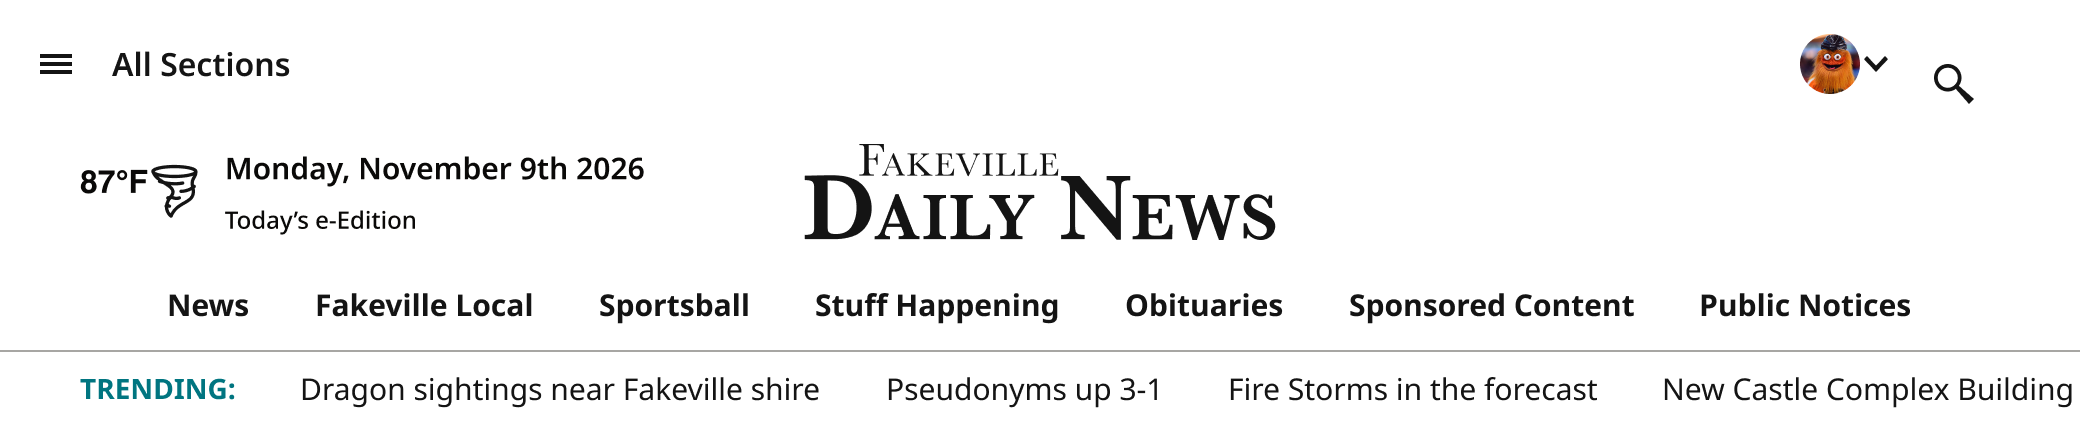 All Sections
87°F
Monday, November 9th 2026
Today’s e-Edition
FAKEVILLE
DAILY NEWS
News Fakeville Local Sportsball Stuff Happening Obituaries Sponsored Content Public Notices
TRENDING: Dragon sightings near Fakeville shire Pseudonyms up 3-1 Fire Storms in the forecast New Castle Complex Building